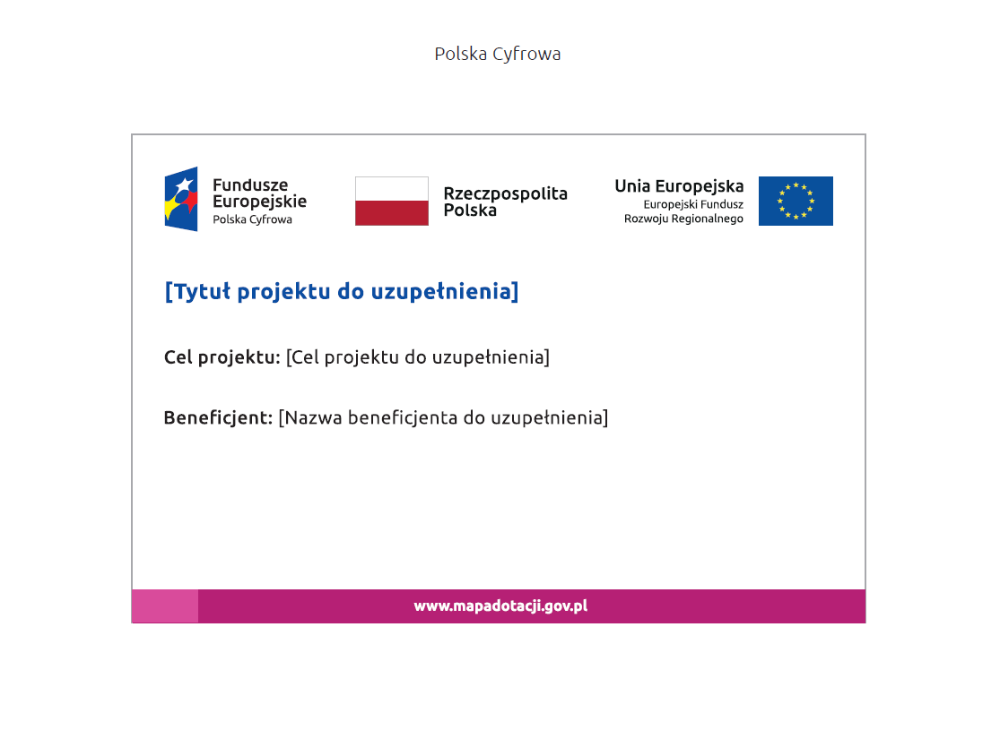 Polska Cyfrowa
Fundusze
Europejskie
Polska Cyfrowa
Rzeczpospolita
Polska
Unia Europejska
Europejski Fundusz
Rozwoju Regionalnego
[Tytuł projektu do uzupełnienia]
Cel projektu: [Cel projektu do uzupełnienia]
Beneficjent: [Nazwa beneficjenta do uzupełnienia]
www.mapadotacji.gov.pl